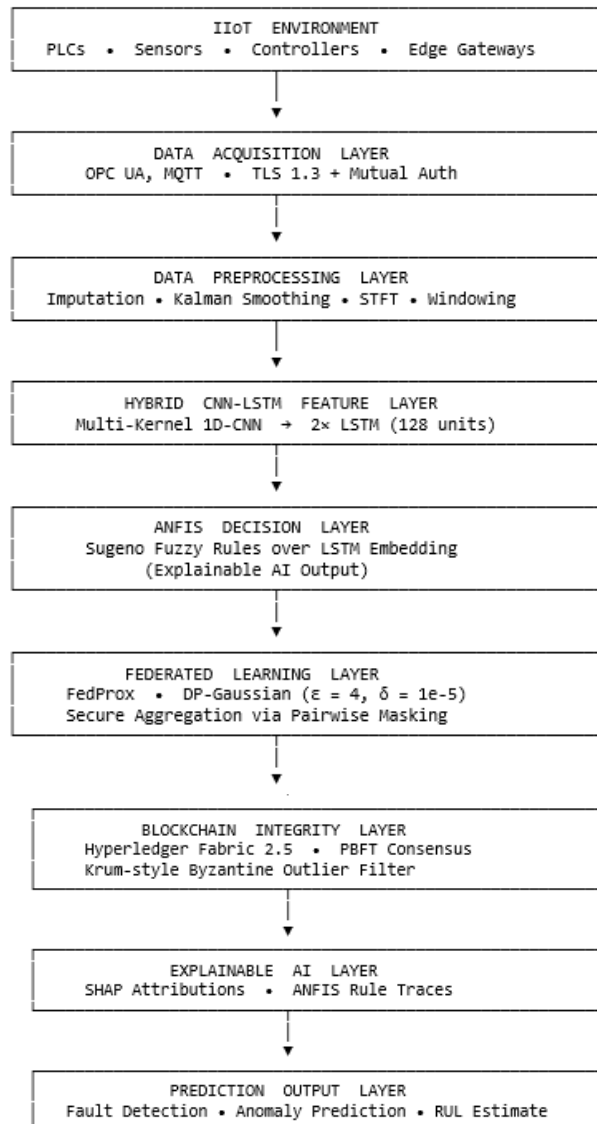 IIoT ENVIRONMENT
PLCs • Sensors • Controllers • Edge Gateways
DATA ACQUISITION LAYER
OPC UA, MQTT • TLS 1.3 + Mutual Auth
DATA PREPROCESSING LAYER
Imputation • Kalman Smoothing • STFT • Windowing
HYBRID CNN-LSTM FEATURE LAYER
Multi-Kernel 1D-CNN → 2× LSTM (128 units)
ANFIS DECISION LAYER
Sugeno Fuzzy Rules over LSTM Embedding
(Explainable AI Output)
FEDERATED LEARNING LAYER
FedProx • DP-Gaussian (ε = 4, δ = 1e-5)
Secure Aggregation via Pairwise Masking
BLOCKCHAIN INTEGRITY LAYER
Hyperledger Fabric 2.5 • PBFT Consensus
Krum-style Byzantine Outlier Filter
EXPLAINABLE AI LAYER
SHAP Attributions • ANFIS Rule Traces
PREDICTION OUTPUT LAYER
Fault Detection • Anomaly Prediction • RUL Estimate